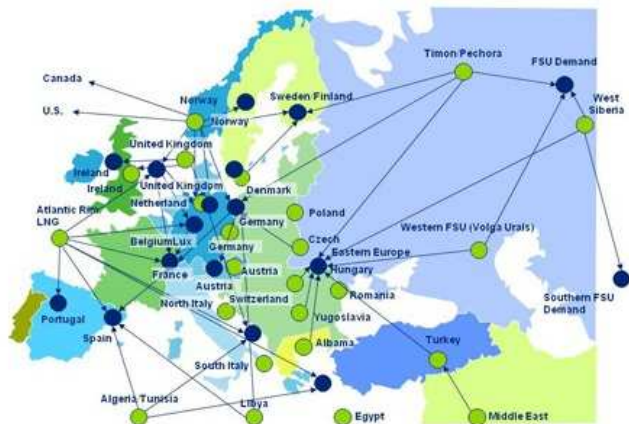 Timon/Pechora
FSU Demand
Canada
Norway
Sweden/Finland
West
Siberia
U.S.
Norway
United Kingdom
Ireland
United Kingdom
Ireland
Denmark
Netherland
Atlantic Rim
LNG
Germany
Poland
Western FSU (Volga Urals)
BelgiumLux
Germany
Czech
Eastern Europe
France
Austria
Hungary
Austria
Southern FSU
Demand
North Italy
Switzerland
Romania
Portugal
Yugoslavia
Spain
Turkey
Albama
South Italy
Algeria/Tunisia
Libya
Egypt
Middle East